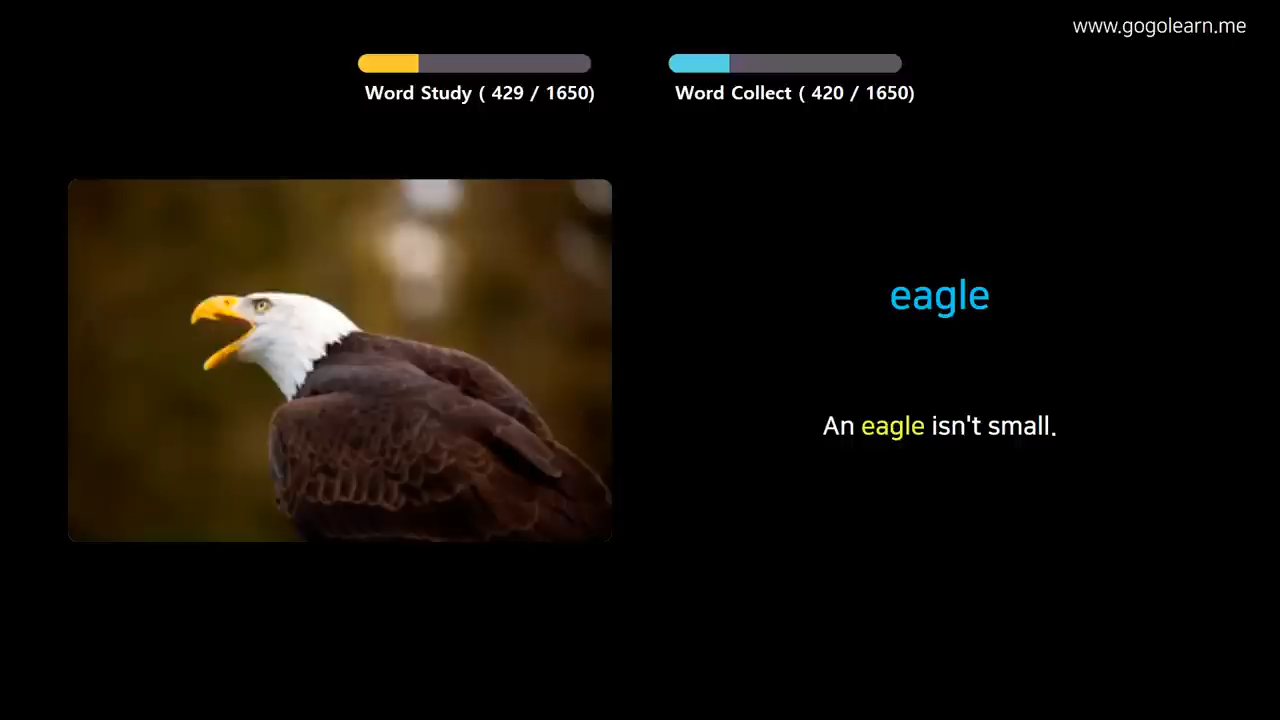 www.gogolearn.me
Word Study ( 429 / 1650)
Word Collect ( 420 / 1650)
eagle
An eagle isn't small.